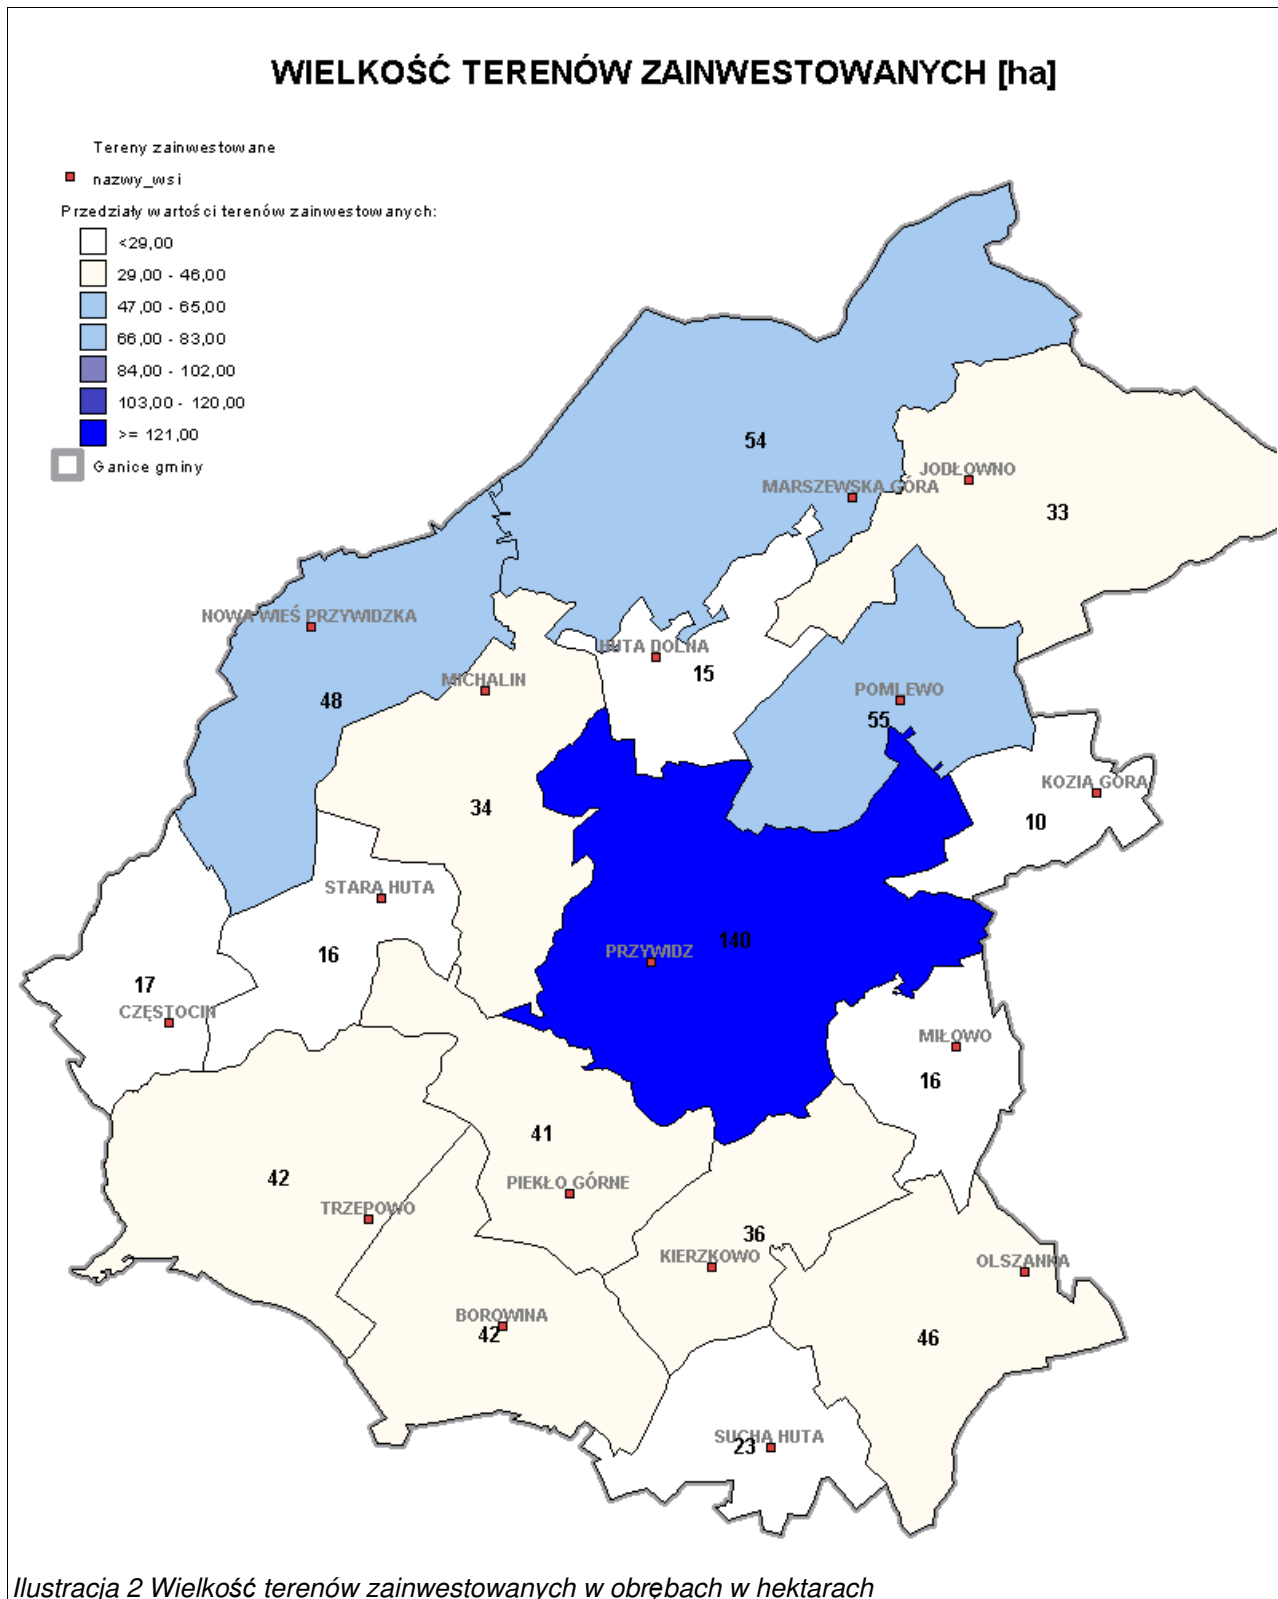 WIELKOŚĆ TERENÓW ZAINWESTOWANYCH [ha]
Tereny zainwestowane
nazwy_wsi
Przedziały wartości terenów zainwestowanych:
<29,00
29,00 - 46,00
47,00 - 65,00
66,00 - 83,00
84,00 - 102,00
103,00 - 120,00
>= 121,00
Ganice gminy
54
JODŁOWNO
MARSZEWSKA GÓRA
33
NOWA WIEŚ PRZYWIDZKA
HUTA DOLNA
15
MICHALIN
48
POMLEWO
55
KOZIA GÓRA
10
34
STARA HUTA
16
PRZYWIDZ
140
17
CZĘSTOCIN
MIŁOWO
16
41
42
PIEKŁO GÓRNE
TRZEPOWO
36
KIERZKOWO
OLSZANKA
BOROWINA
42
46
SUCHA HUTA
23
Ilustracja 2 Wielkość terenów zainwestowanych w obrębach w hektarach